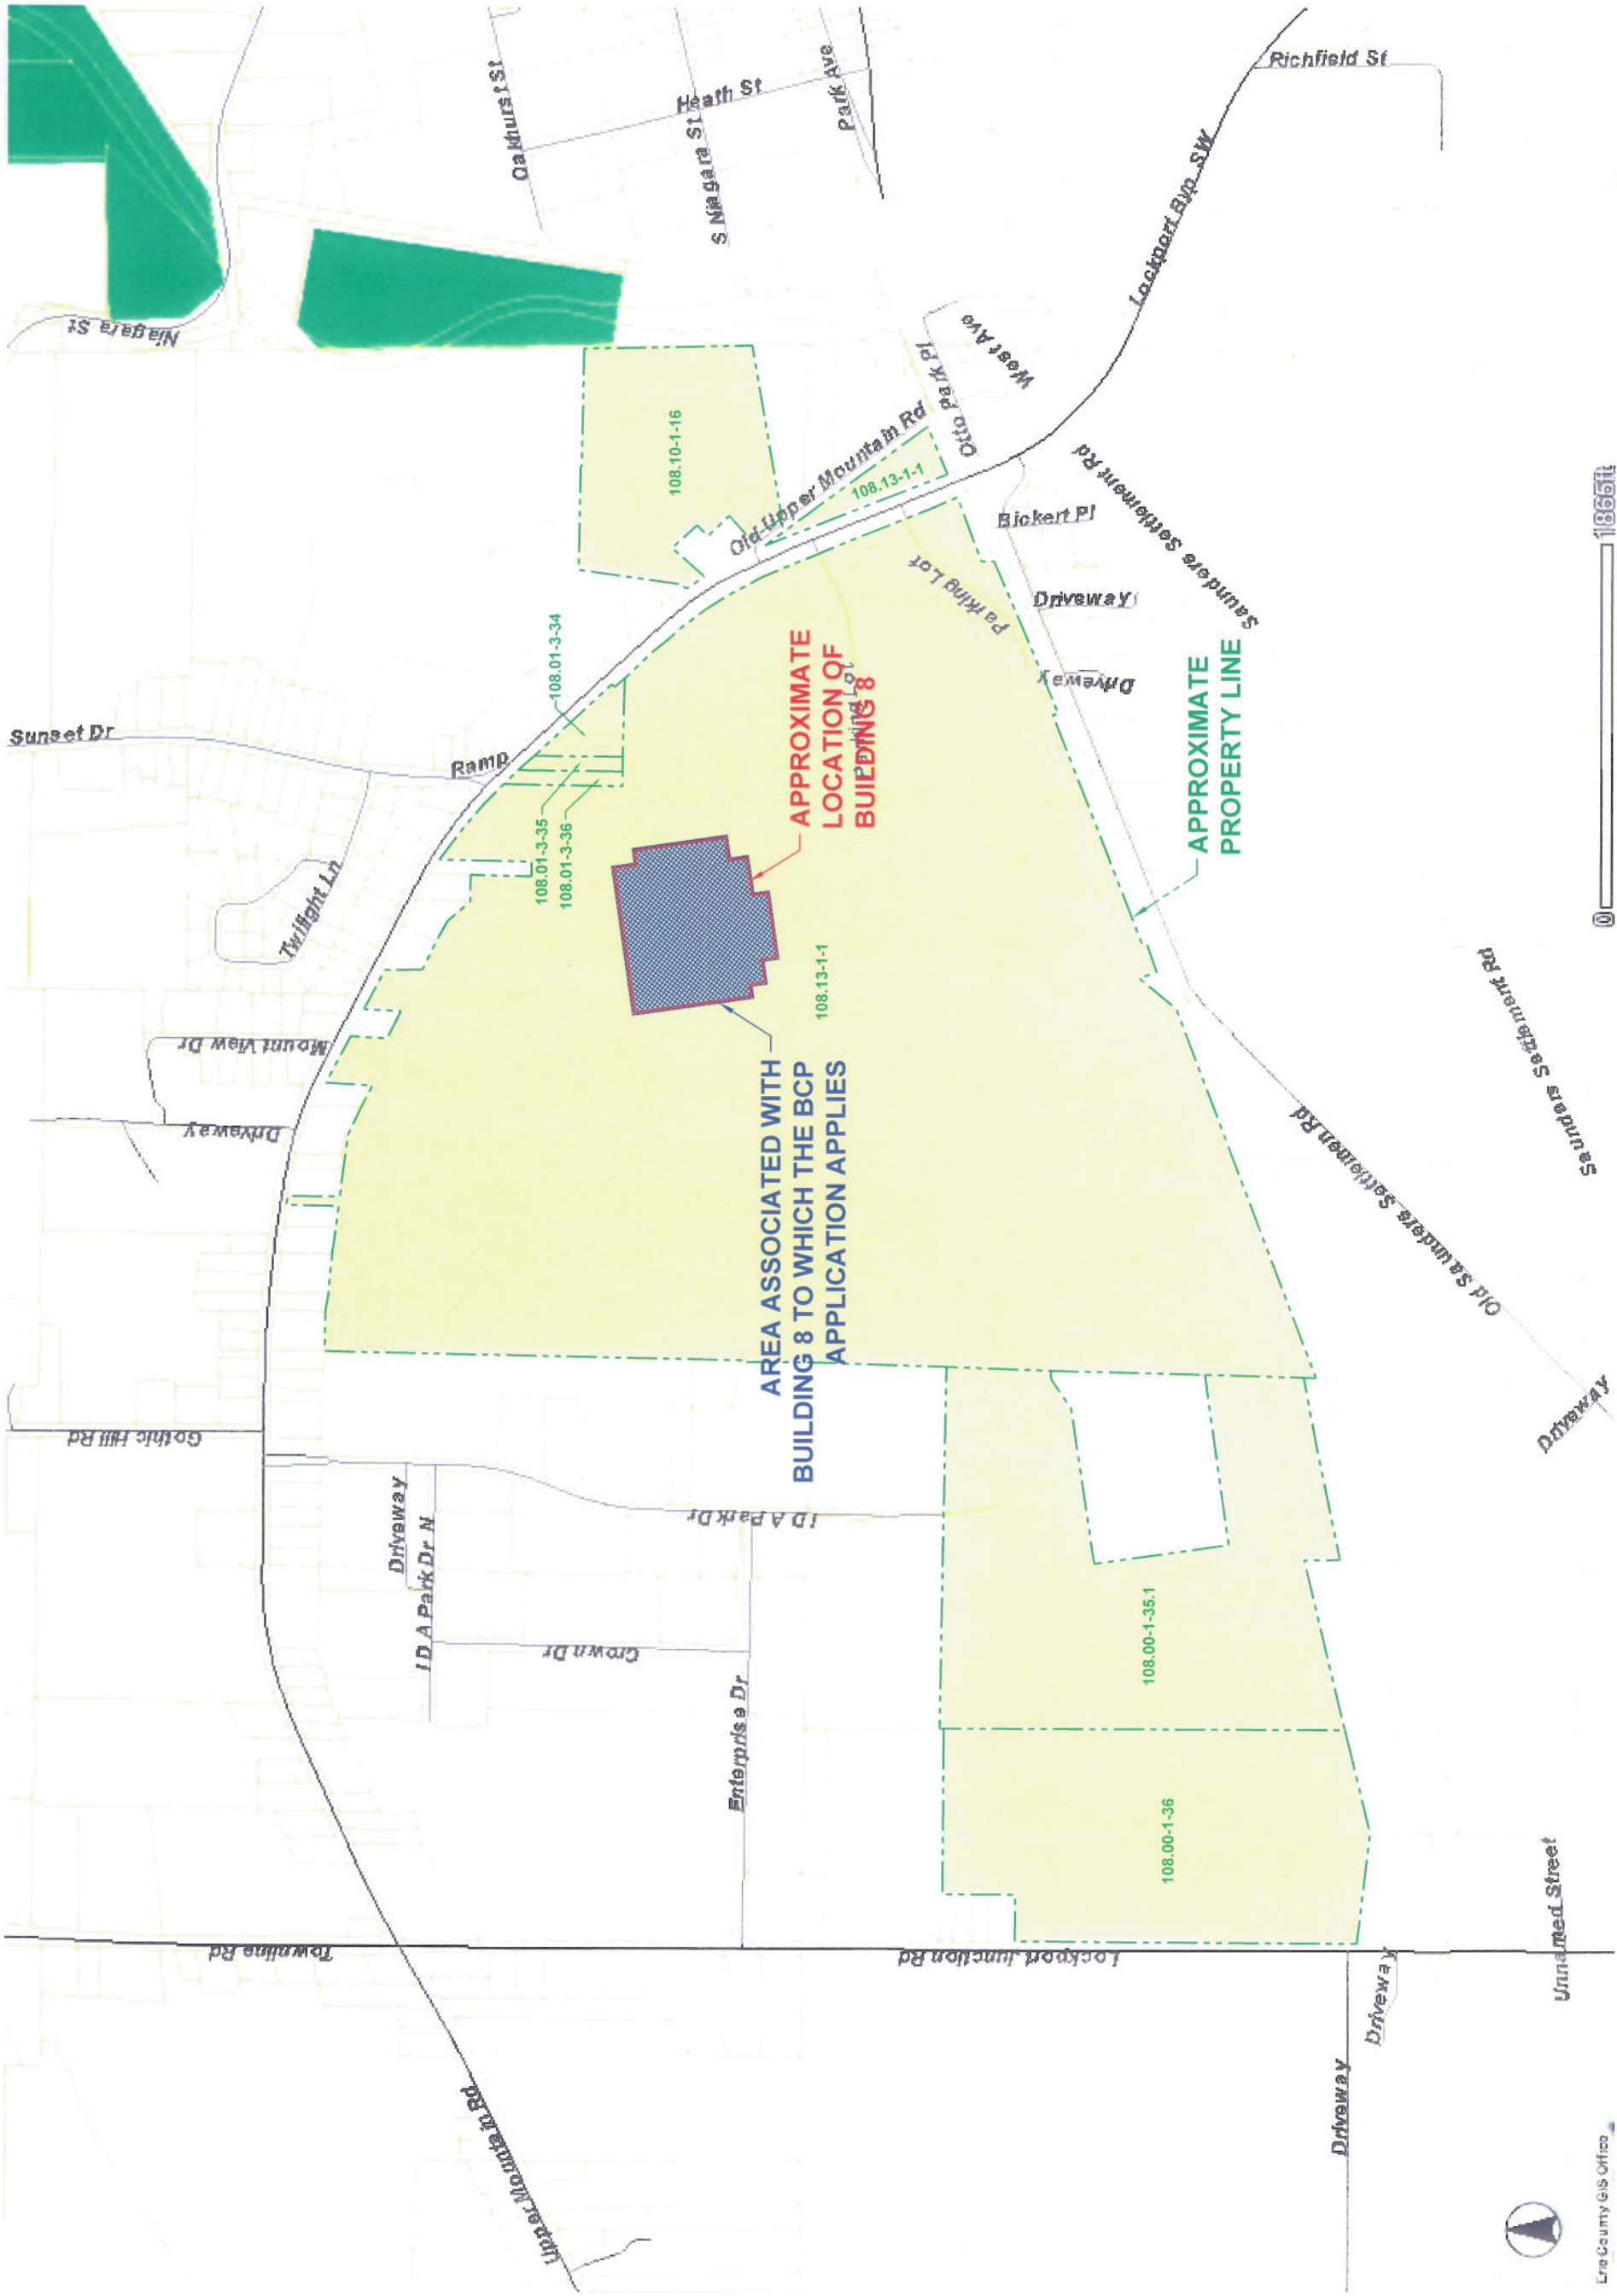 Richfield St
Oakhurst St
Heath St
S Niagara St
Park Ave
Lockport Byp SW
Niagara St
West Ave
Otto Park Pl
Old Upper Mountain Rd
108.10-1-16
108.13-1-1
Saunders Settlement Rd
Bickert Pl
Parking Lot
Driveway
Driveway
108.01-3-34
Sunset Dr
Ramp
108.01-3-35
108.01-3-36
Twilight Ln
APPROXIMATE
LOCATION OF
BUILDING 8
Parking Lot
APPROXIMATE
PROPERTY LINE
108.13-1-1
Mount View Dr
Driveway
AREA ASSOCIATED WITH
BUILDING 8 TO WHICH THE BCP
APPLICATION APPLIES
Saunders Settlement Rd
Old Saunders Settlemen Rd
Driveway
Gothic Hill Rd
Driveway
I D A Park Dr N
I D A Park Dr
Crown Dr
Enterprise Dr
108.00-1-35.1
108.00-1-36
Townline Rd
Lockport Junction Rd
Upper Mountain Rd
Driveway
Driveway
Unnamed Street
0
1866ft
Erie County GIS Office